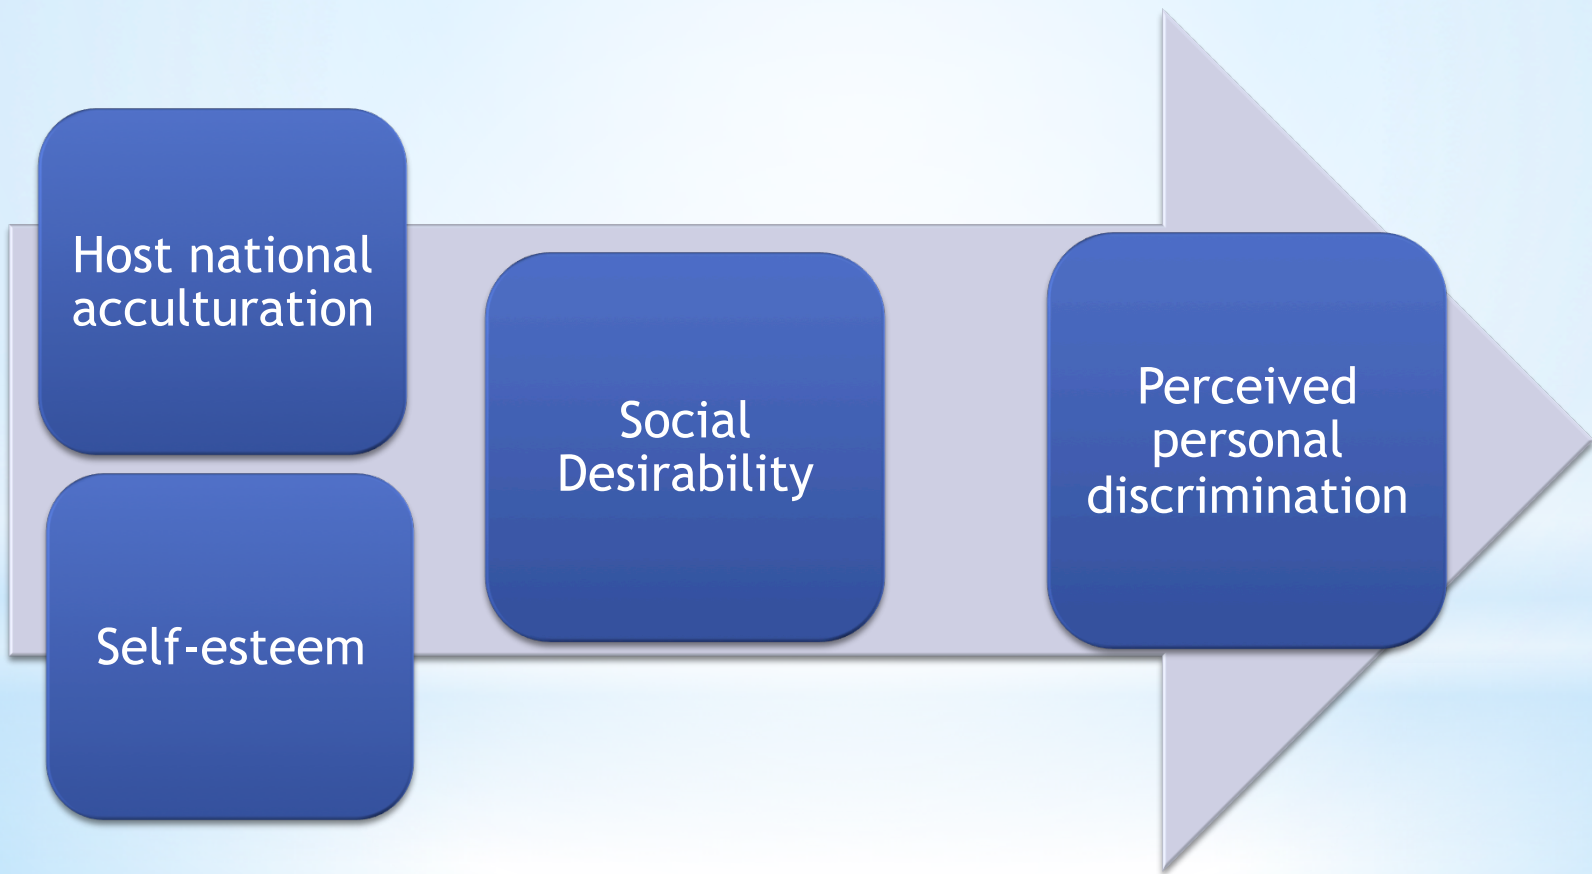 Host national
acculturation
Self-esteem
Social
Desirability
Perceived
personal
discrimination